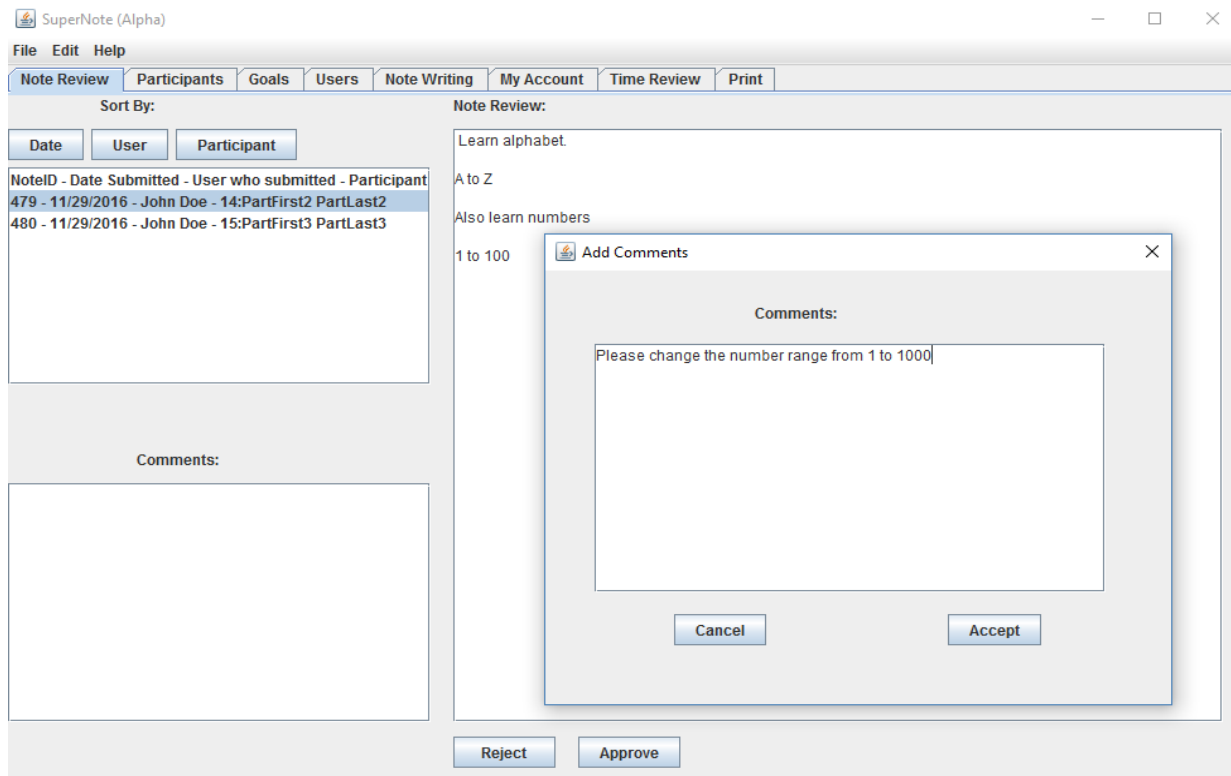 SuperNote (Alpha)
File Edit Help
Note Review Participants Goals Users Note Writing My Account Time Review Print
Sort By:
Date User Participant
NoteID - Date Submitted - User who submitted - Participant
479 - 11/29/2016 - John Doe - 14:PartFirst2 PartLast2
480 - 11/29/2016 - John Doe - 15:PartFirst3 PartLast3
Comments:
Note Review:
Learn alphabet.
A to Z
Also learn numbers
1 to 100
Add Comments
Comments:
Please change the number range from 1 to 1000
Cancel Accept
Reject Approve